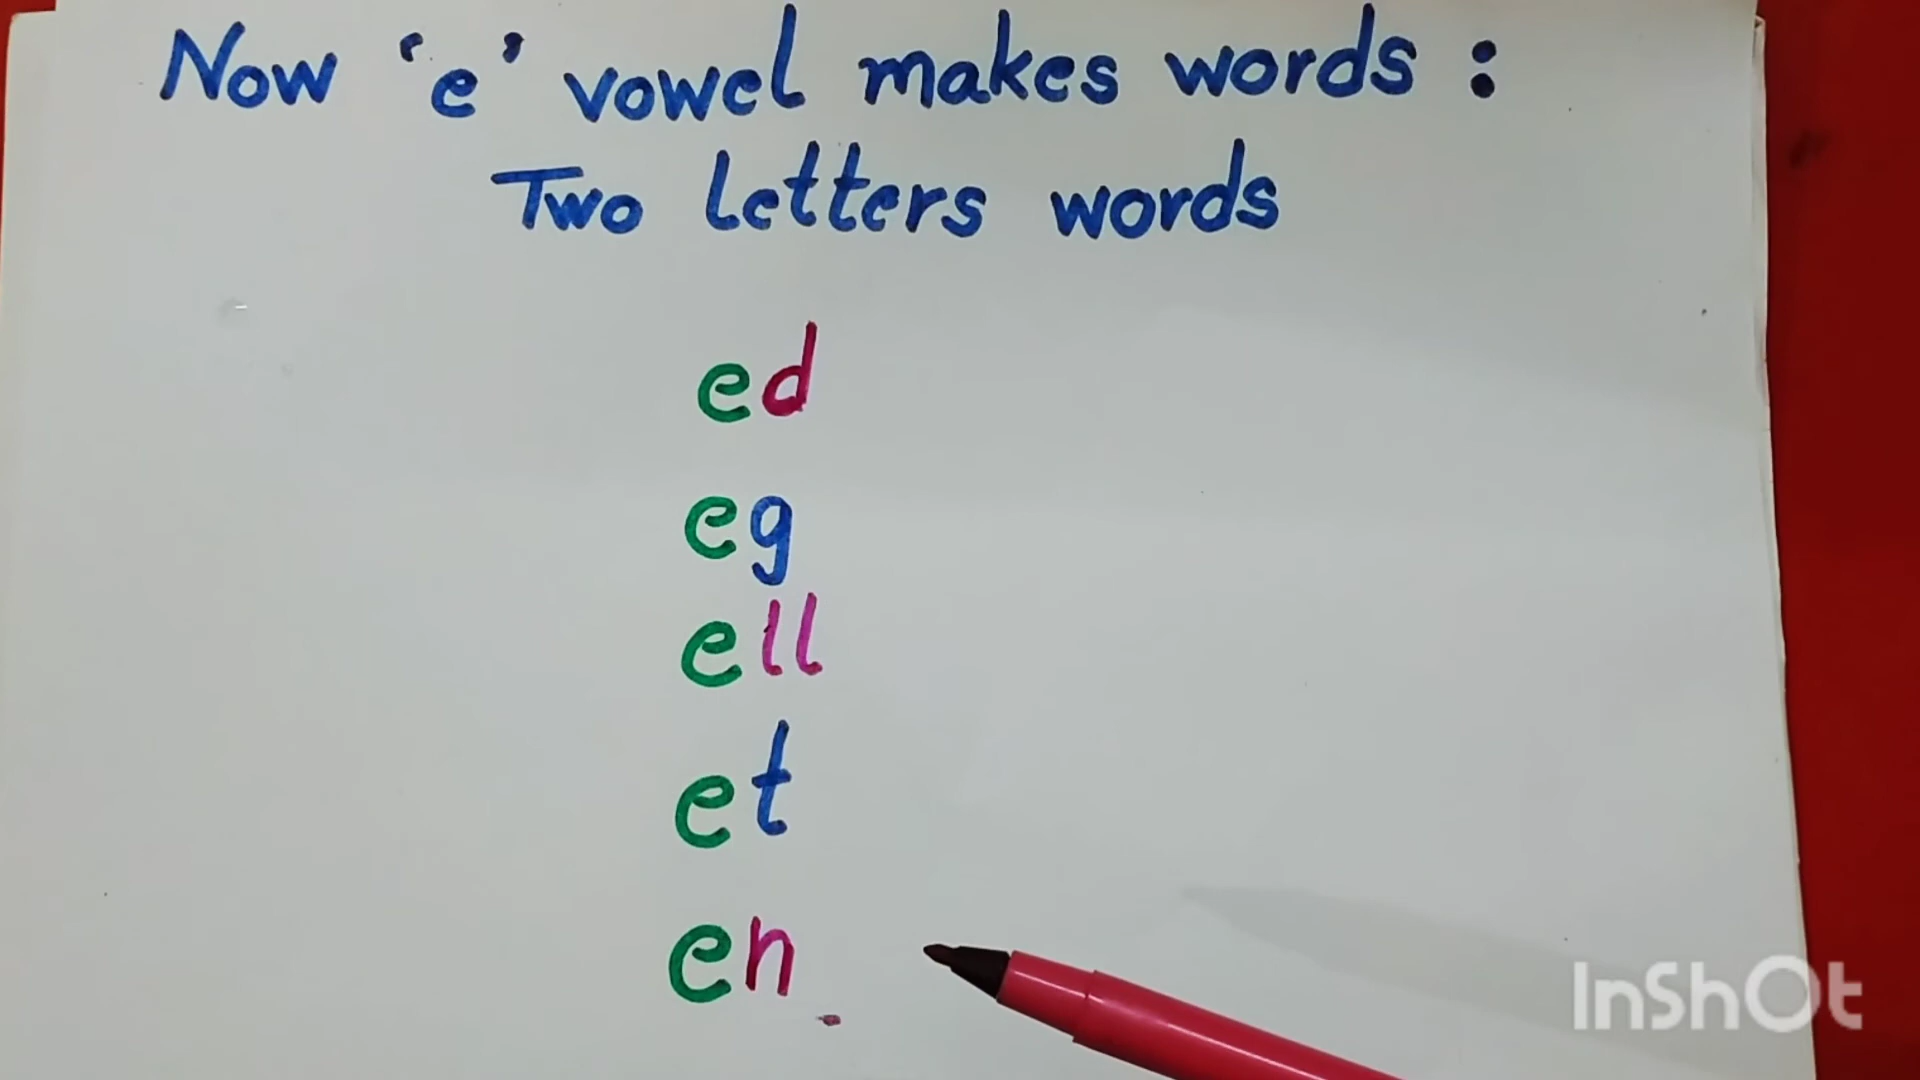 Now 'e' vowel makes words :
Two letters words
ed
eg
ell
et
en
InShOt